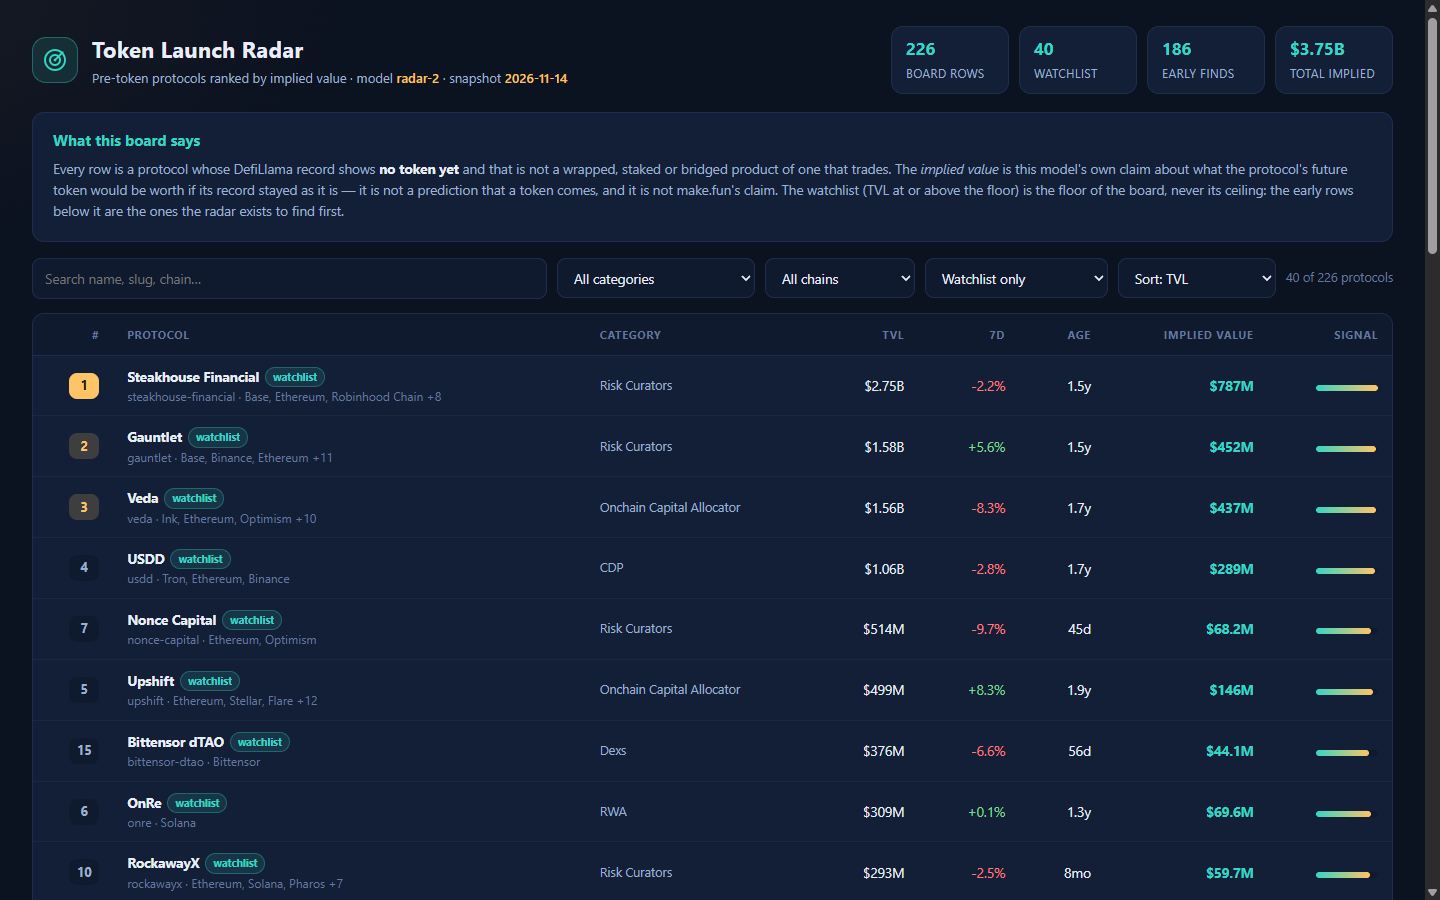 Token Launch Radar
Pre-token protocols ranked by implied value · model radar-2 · snapshot 2026-11-14
226
BOARD ROWS
40
WATCHLIST
186
EARLY FINDS
$3.75B
TOTAL IMPLIED
What this board says
Every row is a protocol whose DefiLlama record shows no token yet and that is not a wrapped, staked or bridged product of one that trades. The implied value is this model's own claim about what the protocol's future
token would be worth if its record stayed as it is — it is not a prediction that a token comes, and it is not make.fun's claim. The watchlist (TVL at or above the floor) is the floor of the board, never its ceiling: the early rows
below it are the ones the radar exists to find first.
Search name, slug, chain...
All categories
All chains
Watchlist only
Sort: TVL
40 of 226 protocols
# PROTOCOL CATEGORY TVL 7D AGE IMPLIED VALUE SIGNAL
1 Steakhouse Financial watchlist Risk Curators $2.75B -2.2% 1.5y $787M
steakhouse-financial · Base, Ethereum, Robinhood Chain +8
2 Gauntlet watchlist Risk Curators $1.58B +5.6% 1.5y $452M
gauntlet · Base, Binance, Ethereum +11
3 Veda watchlist Onchain Capital Allocator $1.56B -8.3% 1.7y $437M
veda · Ink, Ethereum, Optimism +10
4 USDD watchlist CDP $1.06B -2.8% 1.7y $289M
usdd · Tron, Ethereum, Binance
7 Nonce Capital watchlist Risk Curators $514M -9.7% 45d $68.2M
nonce-capital · Ethereum, Optimism
5 Upshift watchlist Onchain Capital Allocator $499M +8.3% 1.9y $146M
upshift · Ethereum, Stellar, Flare +12
15 Bittensor dTAO watchlist Dexs $376M -6.6% 56d $44.1M
bittensor-dtao · Bittensor
6 OnRe watchlist RWA $309M +0.1% 1.3y $69.6M
onre · Solana
10 RockawayX watchlist Risk Curators $293M -2.5% 8mo $59.7M
rockawayx · Ethereum, Solana, Pharos +7